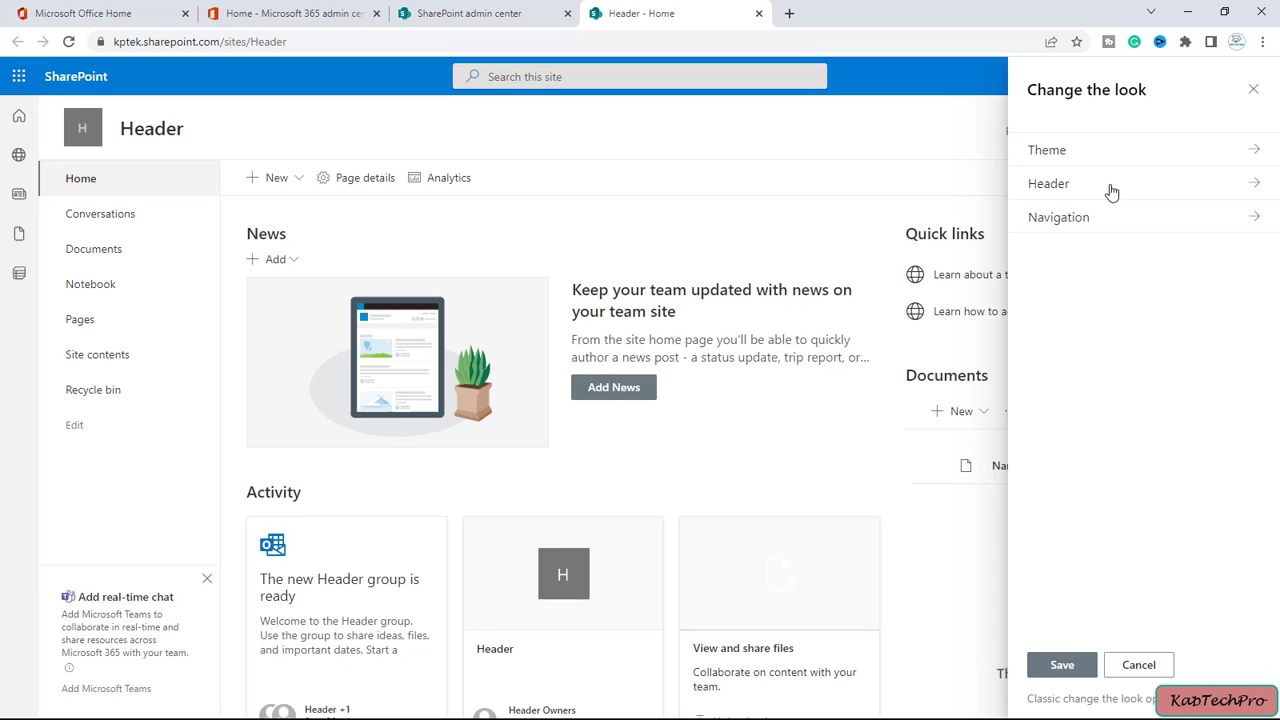 Microsoft Office Home
Home - Microsoft 365 admin cen
SharePoint admin center
Header - Home
kptek.sharepoint.com/sites/Header
SharePoint
Search this site
Change the look
H
Header
Theme
Header
Navigation
Home
Conversations
Documents
Notebook
Pages
Site contents
Recycle bin
Edit
New
Page details
Analytics
News
Add
Keep your team updated with news on
your team site
From the site home page you'll be able to quickly
author a news post - a status update, trip report, or...
Add News
Quick links
Learn about a t
Learn how to a
Documents
New
Nar
Activity
The new Header group is
ready
Welcome to the Header group.
Use the group to share ideas, files,
and important dates. Start a
Header +1
H
Header
Header Owners
View and share files
Collaborate on content with your
team.
Th
Add real-time chat
Add Microsoft Teams to
collaborate in real-time and
share resources across
Microsoft 365 with your team.
Add Microsoft Teams
Save
Cancel
Classic change the look op
KapTechPro